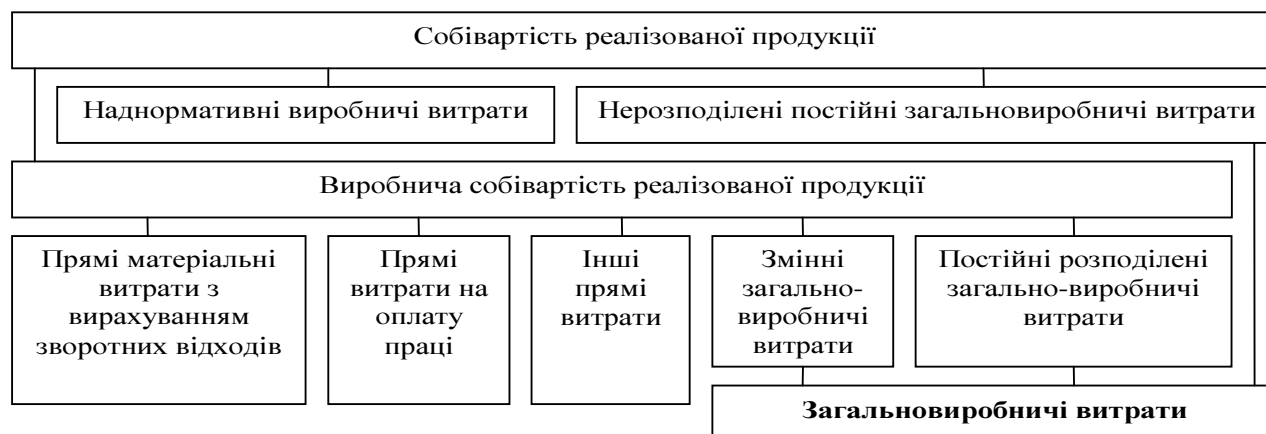 Собівартість реалізованої продукції
Наднормативні виробничі витрати
Нерозподілені постійні загальновиробничі витрати
Виробнича собівартість реалізованої продукції
Прямі матеріальні
витрати з
вирахуванням
зворотних відходів
Прямі
витрати на
оплату
праці
Інші
прямі
витрати
Змінні
загально-
виробничі
витрати
Постійні розподілені
загально-виробничі
витрати
Загальновиробничі витрати